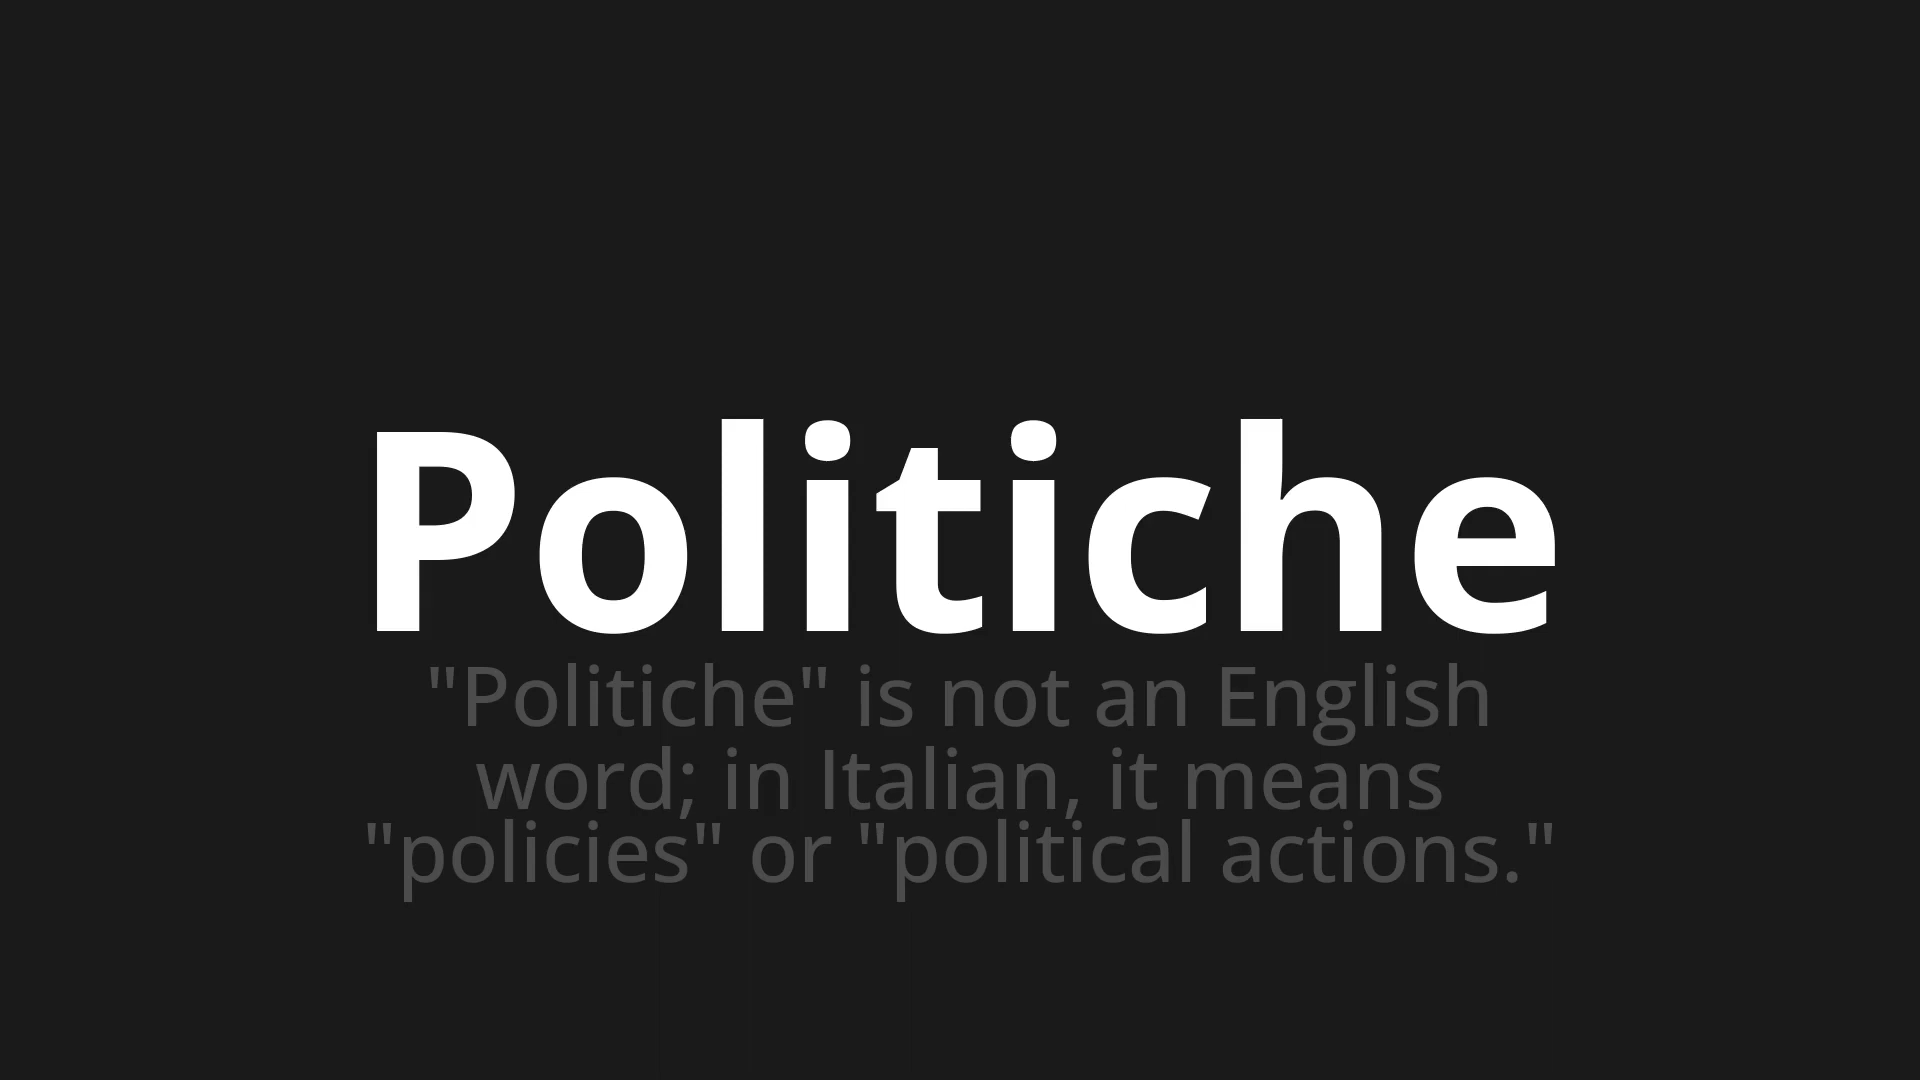 Politiche
"Politiche" is not an English
word; in Italian, it means
"policies" or "political actions."